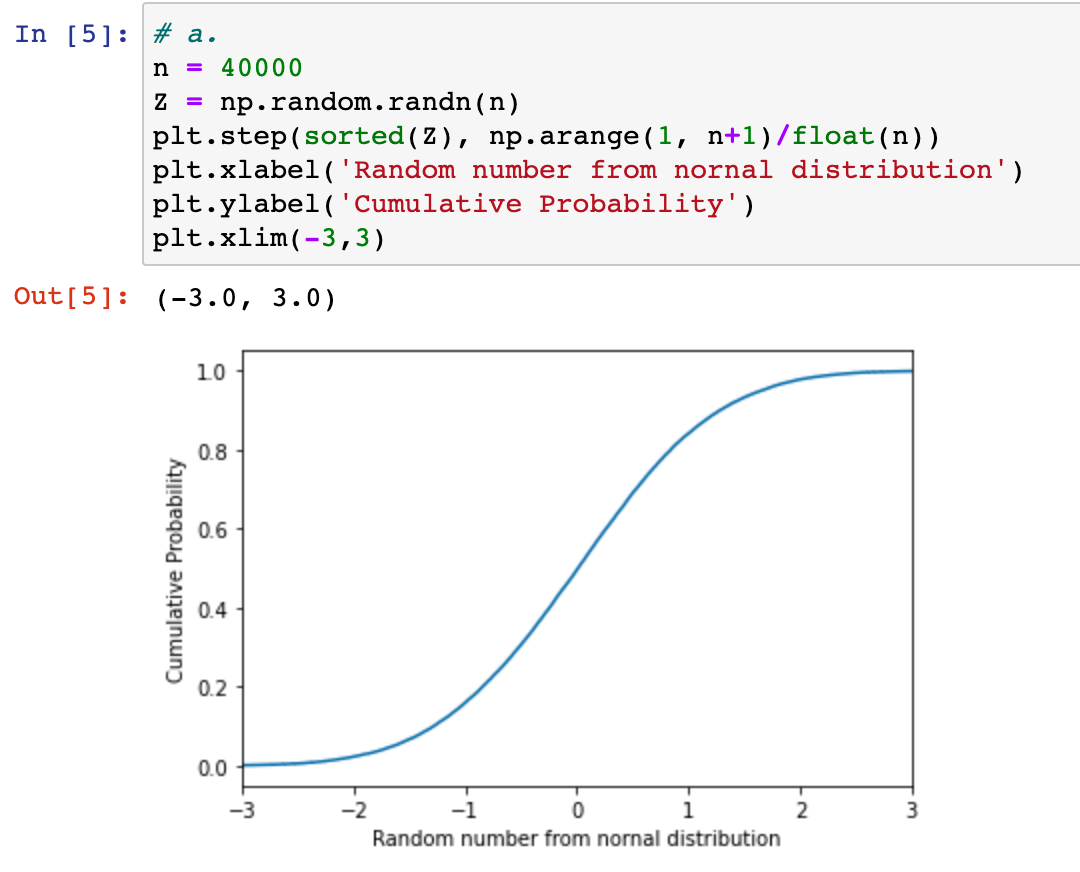 In [5]: # a.
n = 40000
Z = np.random.randn(n)
plt.step(sorted(Z), np.arange(1, n+1)/float(n))
plt.xlabel('Random number from nornal distribution')
plt.ylabel('Cumulative Probability')
plt.xlim(-3,3)
Out[5]: (-3.0, 3.0)
1.0
0.8
0.6
0.4
0.2
0.0
Cumulative Probability
−3 −2 −1 0 1 2 3
Random number from nornal distribution